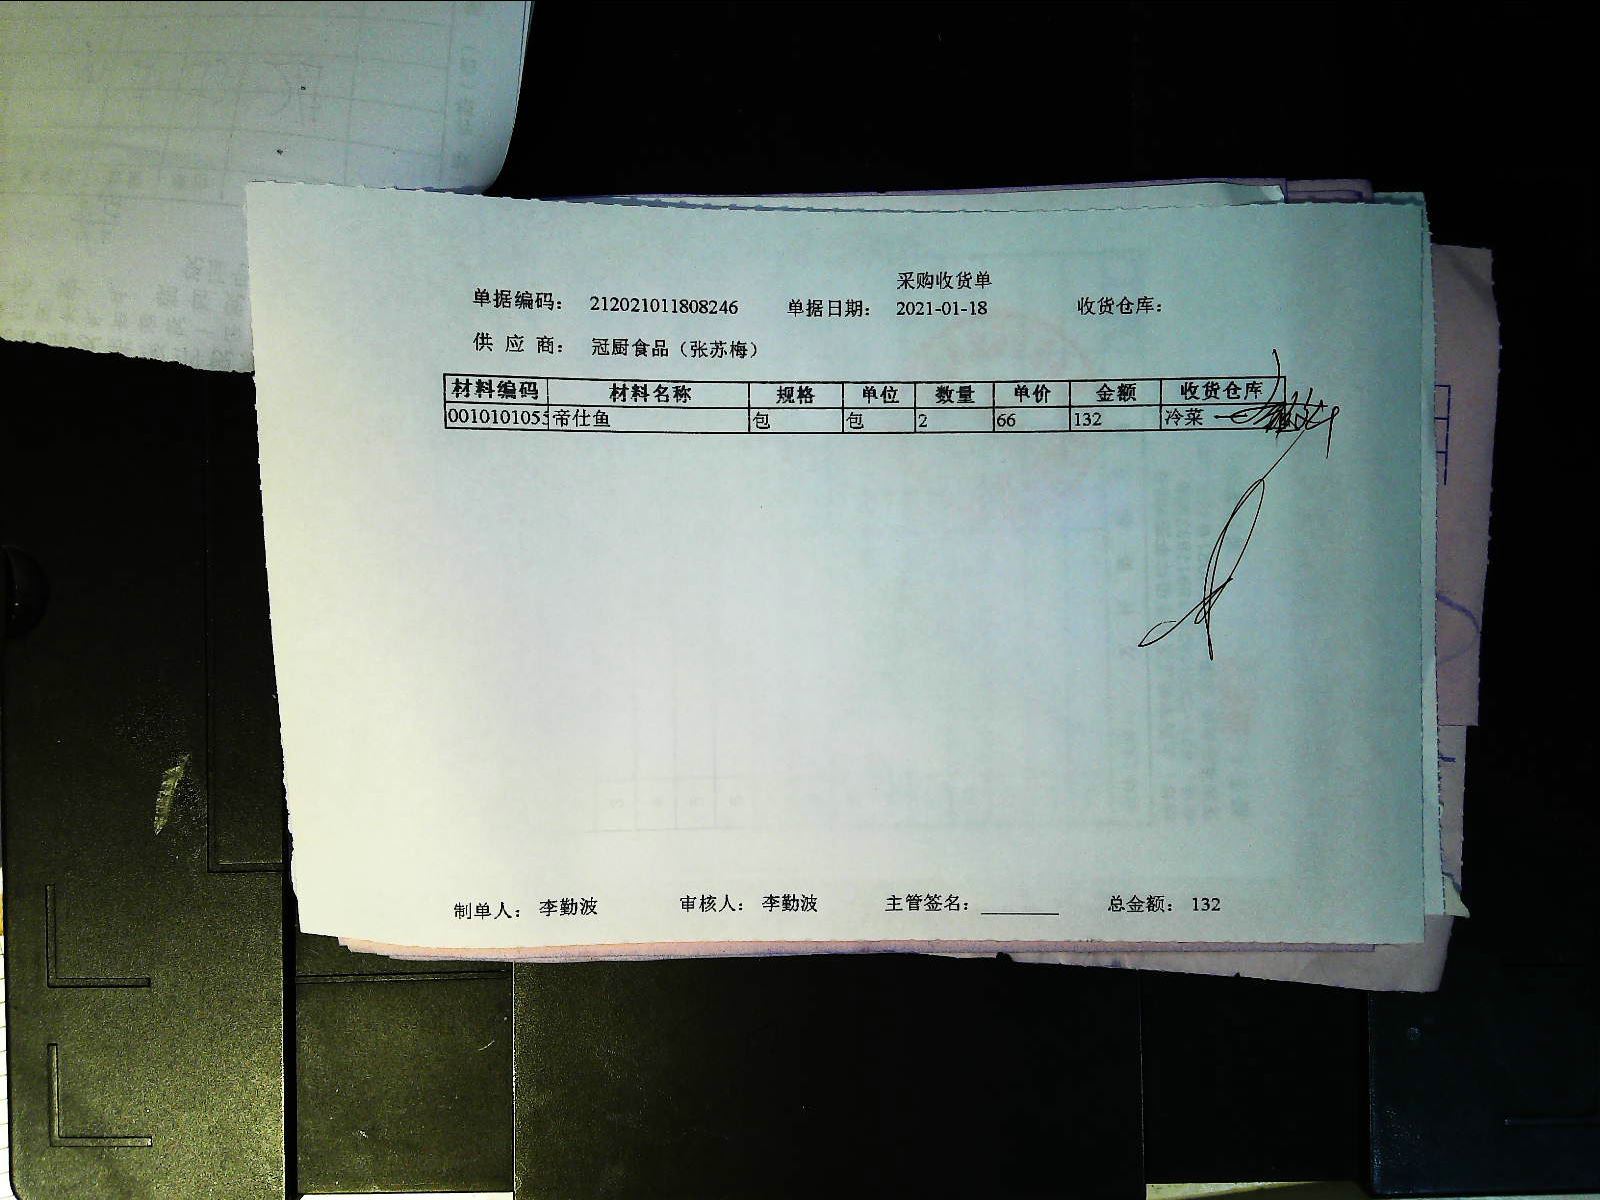 采购收货单
单据编码： 212021011808246 单据日期： 2021-01-18 收货仓库：
供 应 商： 冠厨食品（张苏梅）
材料编码 材料名称 规格 单位 数量 单价 金额 收货仓库
0010101055 帝仕鱼 包 包 2 66 132 冷菜
制单人： 李勤波 审核人： 李勤波 主管签名： ______ 总金额： 132